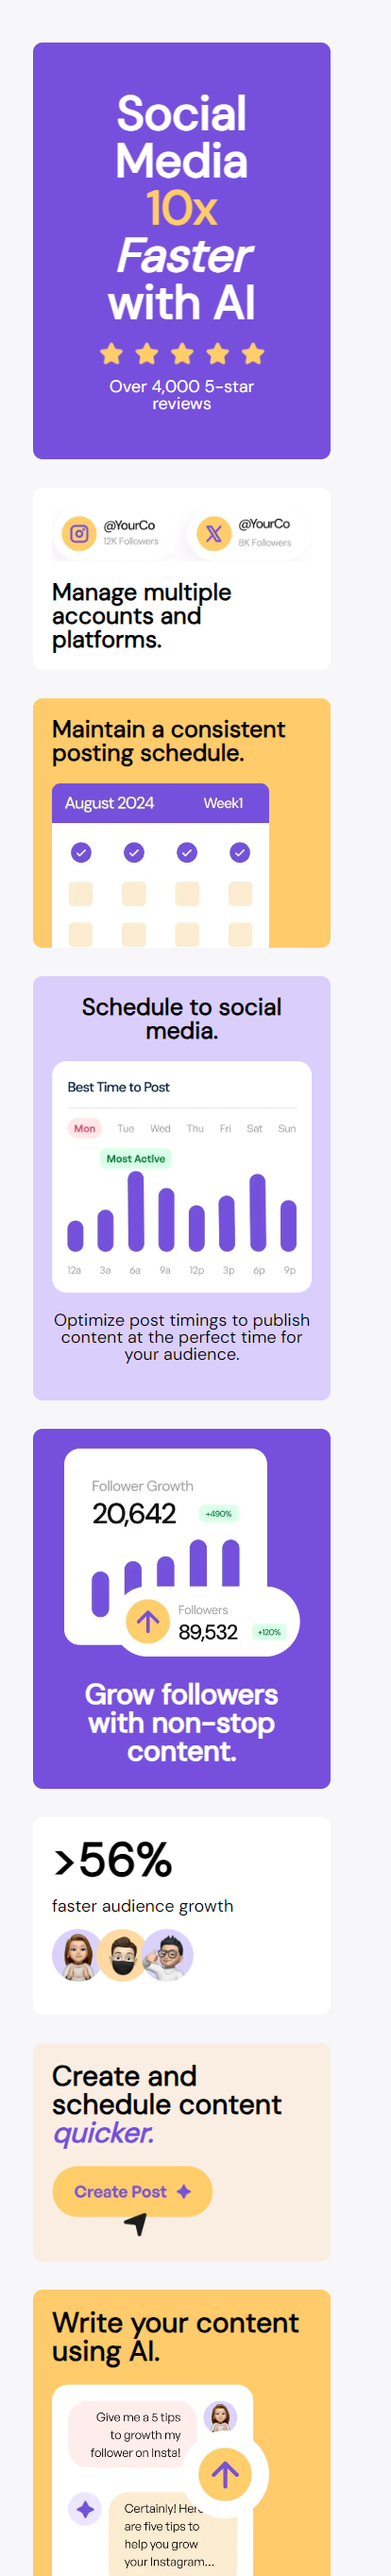 Social
Media
10x
Faster
with AI
Over 4,000 5-star
reviews
@YourCo
12K Followers
@YourCo
8K Followers
Manage multiple
accounts and
platforms.
Maintain a consistent
posting schedule.
August 2024
Week1
Schedule to social
media.
Best Time to Post
Mon Tue Wed Thu Fri Sat Sun
Most Active
12a 3a 6a 9a 12p 3p 6p 9p
Optimize post timings to publish
content at the perfect time for
your audience.
Follower Growth
20,642 +490%
Followers
89,532 +120%
Grow followers
with non-stop
content.
>56%
faster audience growth
Create and
schedule content
quicker.
Create Post
Write your content
using AI.
Give me a 5 tips
to growth my
follower on Insta!
Certainly!
are five tips to
help you grow
your Instagram...